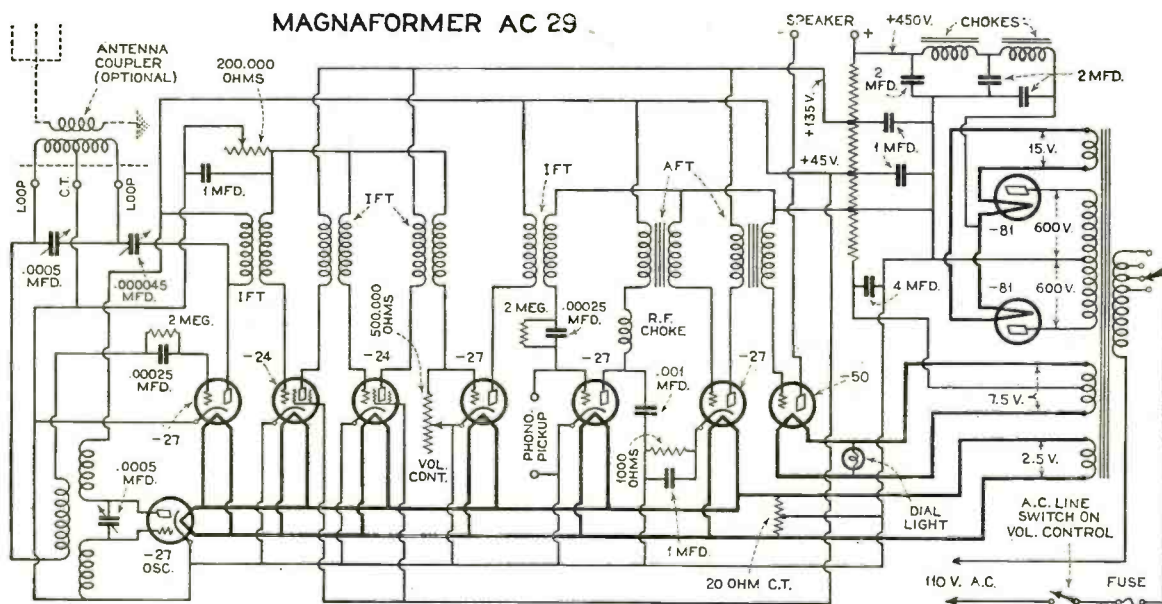 MAGNAFORMER AC 29
ANTENNA
COUPLER
(OPTIONAL)
200.000
OHMS
SPEAKER
-
+
+450V.
CHOKES
2
MFD.
2 MFD.
+135V.
+45V.
1 MFD.
15 V.
-81
600 V.
600 V.
-81
4 MFD.
LOOP
C.T.
LOOP
1 MFD.
.0005
MFD.
.000045
MFD.
IFT
IFT
IFT
AFT
2 MEG.
.00025
MFD.
-27
-24
-24
500.000
OHMS
VOL.
CONT.
-27
2 MEG.
.00025
MFD.
R.F.
CHOKE
-27
PHONO
PICKUP
.001
MFD.
1000
OHMS
1 MFD.
-27
-50
7.5 V.
2.5 V.
DIAL
LIGHT
20 OHM C.T.
.0005
MFD.
-27
OSC.
A.C. LINE
SWITCH ON
VOL. CONTROL
110 V. A.C.
FUSE